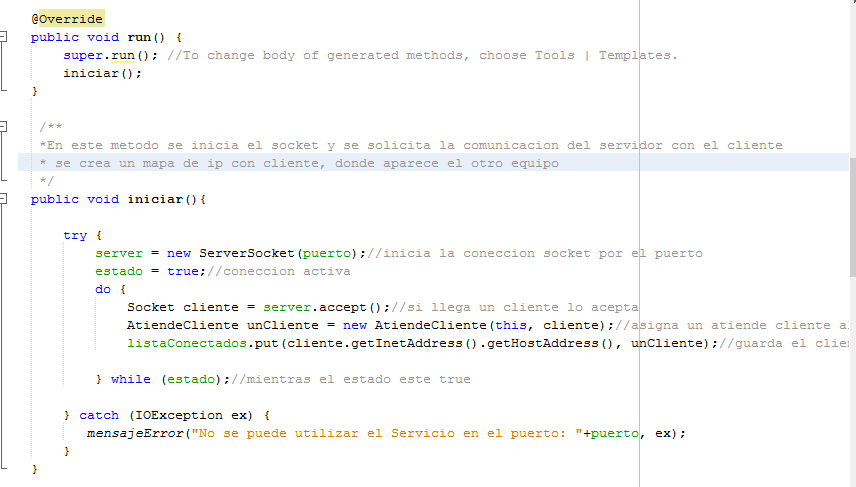 @Override
public void run() {
super.run(); //To change body of generated methods, choose Tools | Templates.
iniciar();
}
/**
*En este metodo se inicia el socket y se solicita la comunicacion del servidor con el cliente
* se crea un mapa de ip con cliente, donde aparece el otro equipo
*/
public void iniciar(){
try {
server = new ServerSocket(puerto);//inicia la coneccion socket por el puerto
estado = true;//coneccion activa
do {
Socket cliente = server.accept();//si llega un cliente lo acepta
AtiendeCliente unCliente = new AtiendeCliente(this, cliente);//asigna un atiende cliente
listaConectados.put(cliente.getInetAddress().getHostAddress(), unCliente);//guarda el
} while (estado);//mientras el estado este true
} catch (IOException ex) {
mensajeError("No se puede utilizar el Servicio en el puerto: "+puerto, ex);
}
}